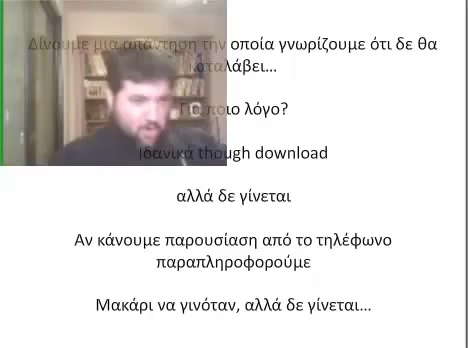 Δίνουμε μια απάντηση την οποία γνωρίζουμε ότι δε θα
καταλάβει…
Για ποιο λόγο?
Ιδανικά though download
αλλά δε γίνεται
Αν κάνουμε παρουσίαση από το τηλέφωνο
παραπληροφορούμε
Μακάρι να γινόταν, αλλά δε γίνεται…